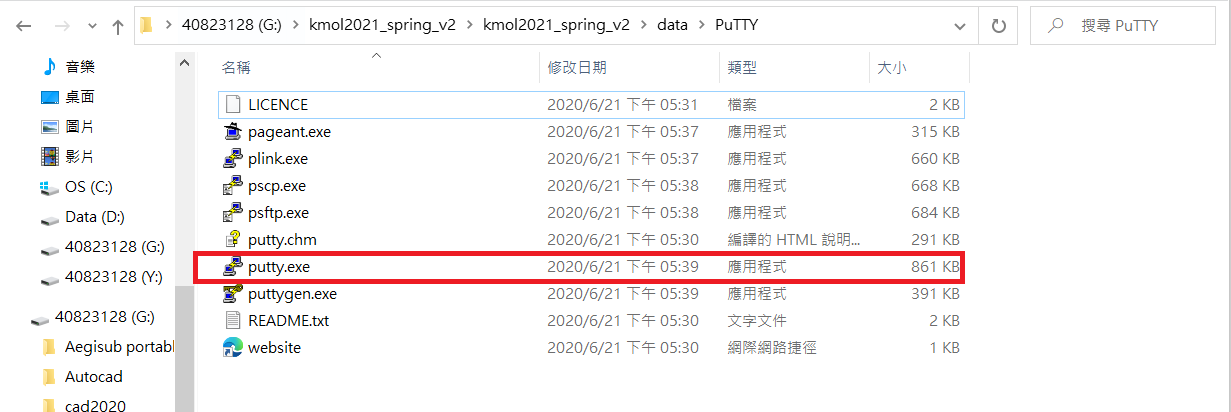 40823128 (G:) > kmol2021_spring_v2 > kmol2021_spring_v2 > data > PuTTY
搜尋 PuTTY
音樂
桌面
圖片
影片
OS (C:)
Data (D:)
40823128 (G:)
40823128 (Y:)
40823128 (G:)
Aegisub portabl
Autocad
cad2020
名稱 修改日期 類型 大小
LICENCE 2020/6/21 下午 05:31 檔案 2 KB
pageant.exe 2020/6/21 下午 05:37 應用程式 315 KB
plink.exe 2020/6/21 下午 05:37 應用程式 660 KB
pscp.exe 2020/6/21 下午 05:38 應用程式 668 KB
psftp.exe 2020/6/21 下午 05:38 應用程式 684 KB
putty.chm 2020/6/21 下午 05:30 編譯的 HTML 說明... 291 KB
putty.exe 2020/6/21 下午 05:39 應用程式 861 KB
puttygen.exe 2020/6/21 下午 05:39 應用程式 391 KB
README.txt 2020/6/21 下午 05:30 文字文件 2 KB
website 2020/6/21 下午 05:30 網際網路捷徑 1 KB